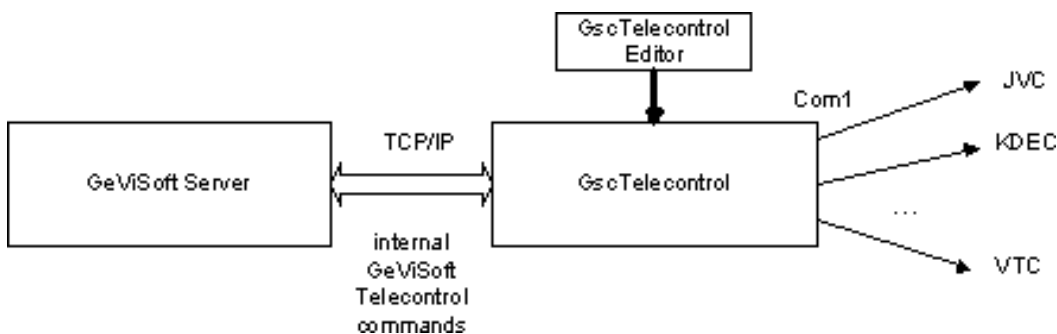 GscTelecontrol
Editor
Com1
JVC
TCP/IP
KDEC
GeViSoft Server
GscTelecontrol
...
internal
GeViSoft
Telecontrol
commands
VTC